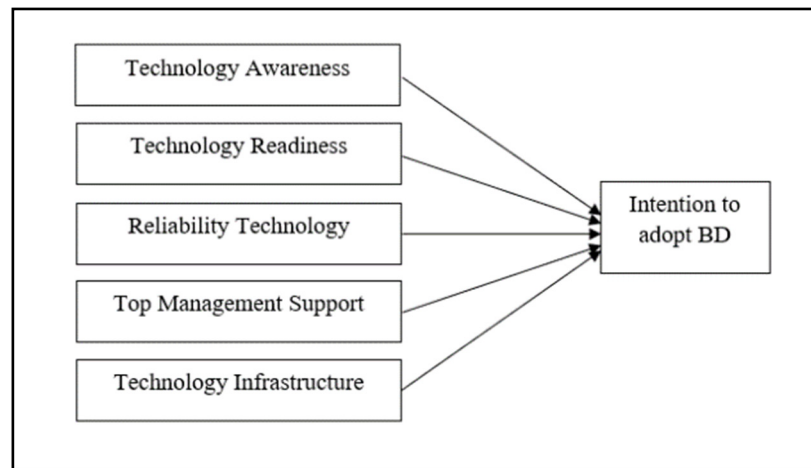 Technology Awareness
Technology Readiness
Reliability Technology
Top Management Support
Technology Infrastructure
Intention to
adopt BD